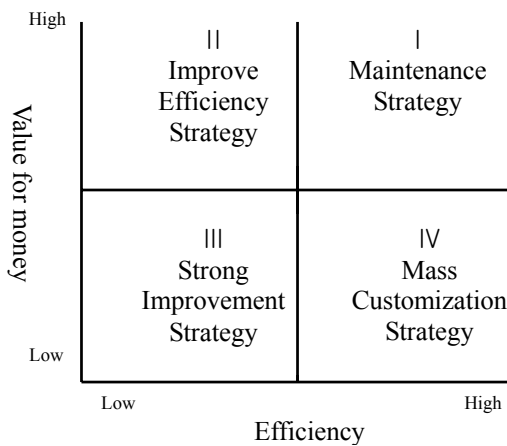 High
II
Improve
Efficiency
Strategy
I
Maintenance
Strategy
Value for money
III
Strong
Improvement
Strategy
IV
Mass
Customization
Strategy
Low
Low
High
Efficiency